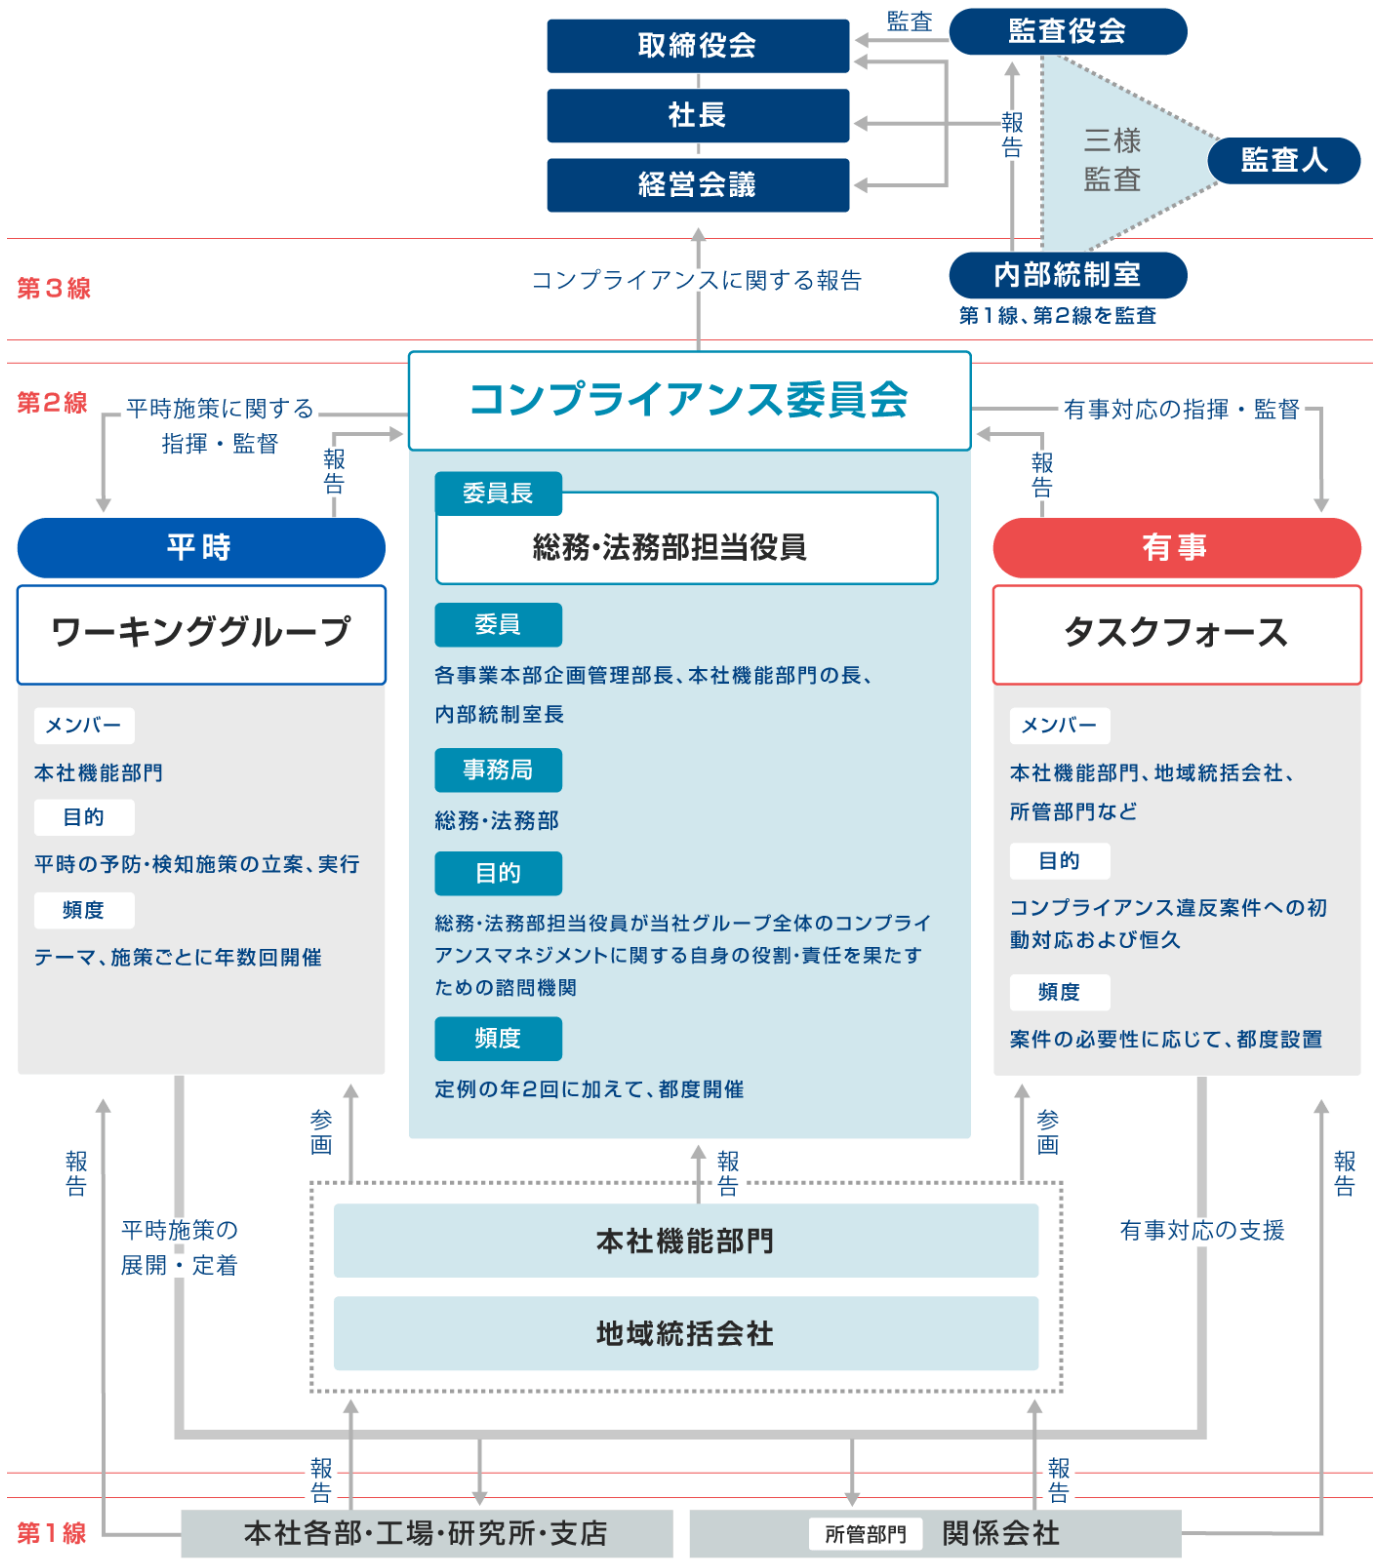 監査
監査役会
取締役会
社長
経営会議
報告
三様
監査
監査人
第3線
コンプライアンスに関する報告
内部統制室
第1線、第2線を監査
第2線
平時施策に関する
指揮・監督
報告
コンプライアンス委員会
有事対応の指揮・監督
報告
平時
ワーキンググループ
メンバー
本社機能部門
目的
平時の予防・検知施策の立案、実行
頻度
テーマ、施策ごとに年数回開催
委員長
総務・法務部担当役員
委員
各事業本部企画管理部長、本社機能部門の長、
内部統制室長
事務局
総務・法務部
目的
総務・法務部担当役員が当社グループ全体のコンプライ
アンスマネジメントに関する自身の役割・責任を果たす
ための諮問機関
頻度
定例の年2回に加えて、都度開催
有事
タスクフォース
メンバー
本社機能部門、地域統括会社、
所管部門など
目的
コンプライアンス違反案件への初
動対応および恒久
頻度
案件の必要性に応じて、都度設置
報告
参画
報告
参画
報告
平時施策の
展開・定着
有事対応の支援
本社機能部門
地域統括会社
報告
報告
第1線
本社各部・工場・研究所・支店
所管部門 関係会社